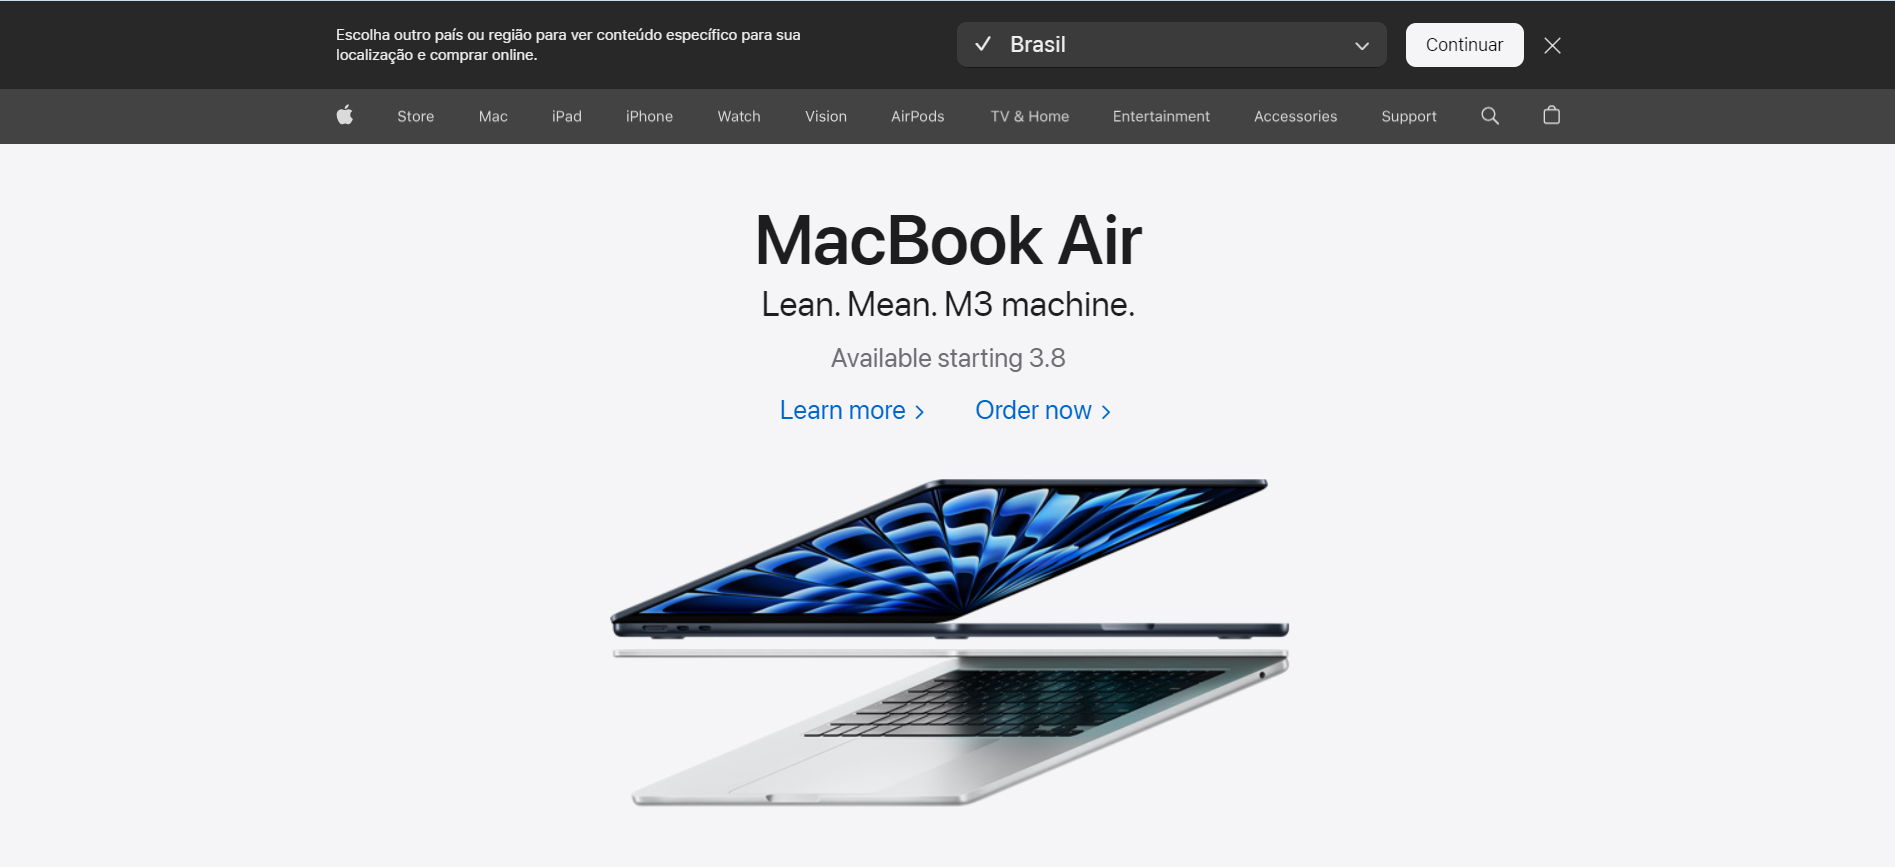 Escolha outro país ou região para ver conteúdo específico para sua
localização e comprar online.
Brasil
Continuar
Store Mac iPad iPhone Watch Vision AirPods TV & Home Entertainment Accessories Support
MacBook Air
Lean. Mean. M3 machine.
Available starting 3.8
Learn more > Order now >